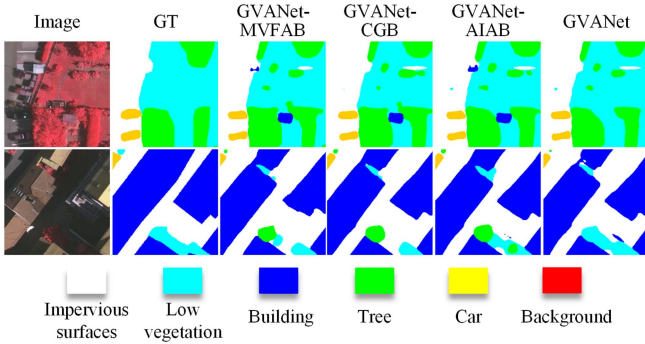 Image
GT
GVANet-
MVFAB
GVANet-
CGB
GVANet-
AIAB
GVANet
Impervious
surfaces
Low
vegetation
Building
Tree
Car
Background